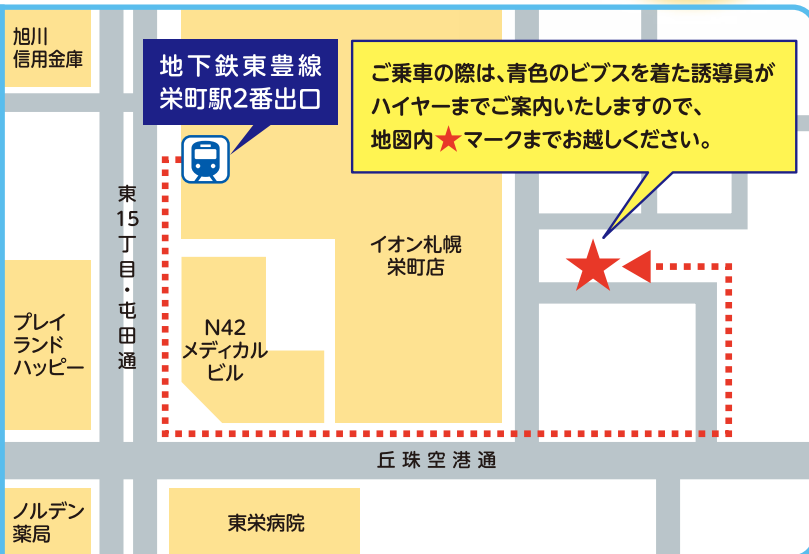 旭川
信用金庫
地下鉄東豊線
栄町駅2番出口
ご乗車の際は、青色のビブスを着た誘導員が
ハイヤーまでご案内いたしますので、
地図内★マークまでお越しください。
東15丁目・屯田通
イオン札幌
栄町店
プレイ
ランド
ハッピー
N42
メディカル
ビル
丘珠空港通
ノルデン
薬局
東栄病院